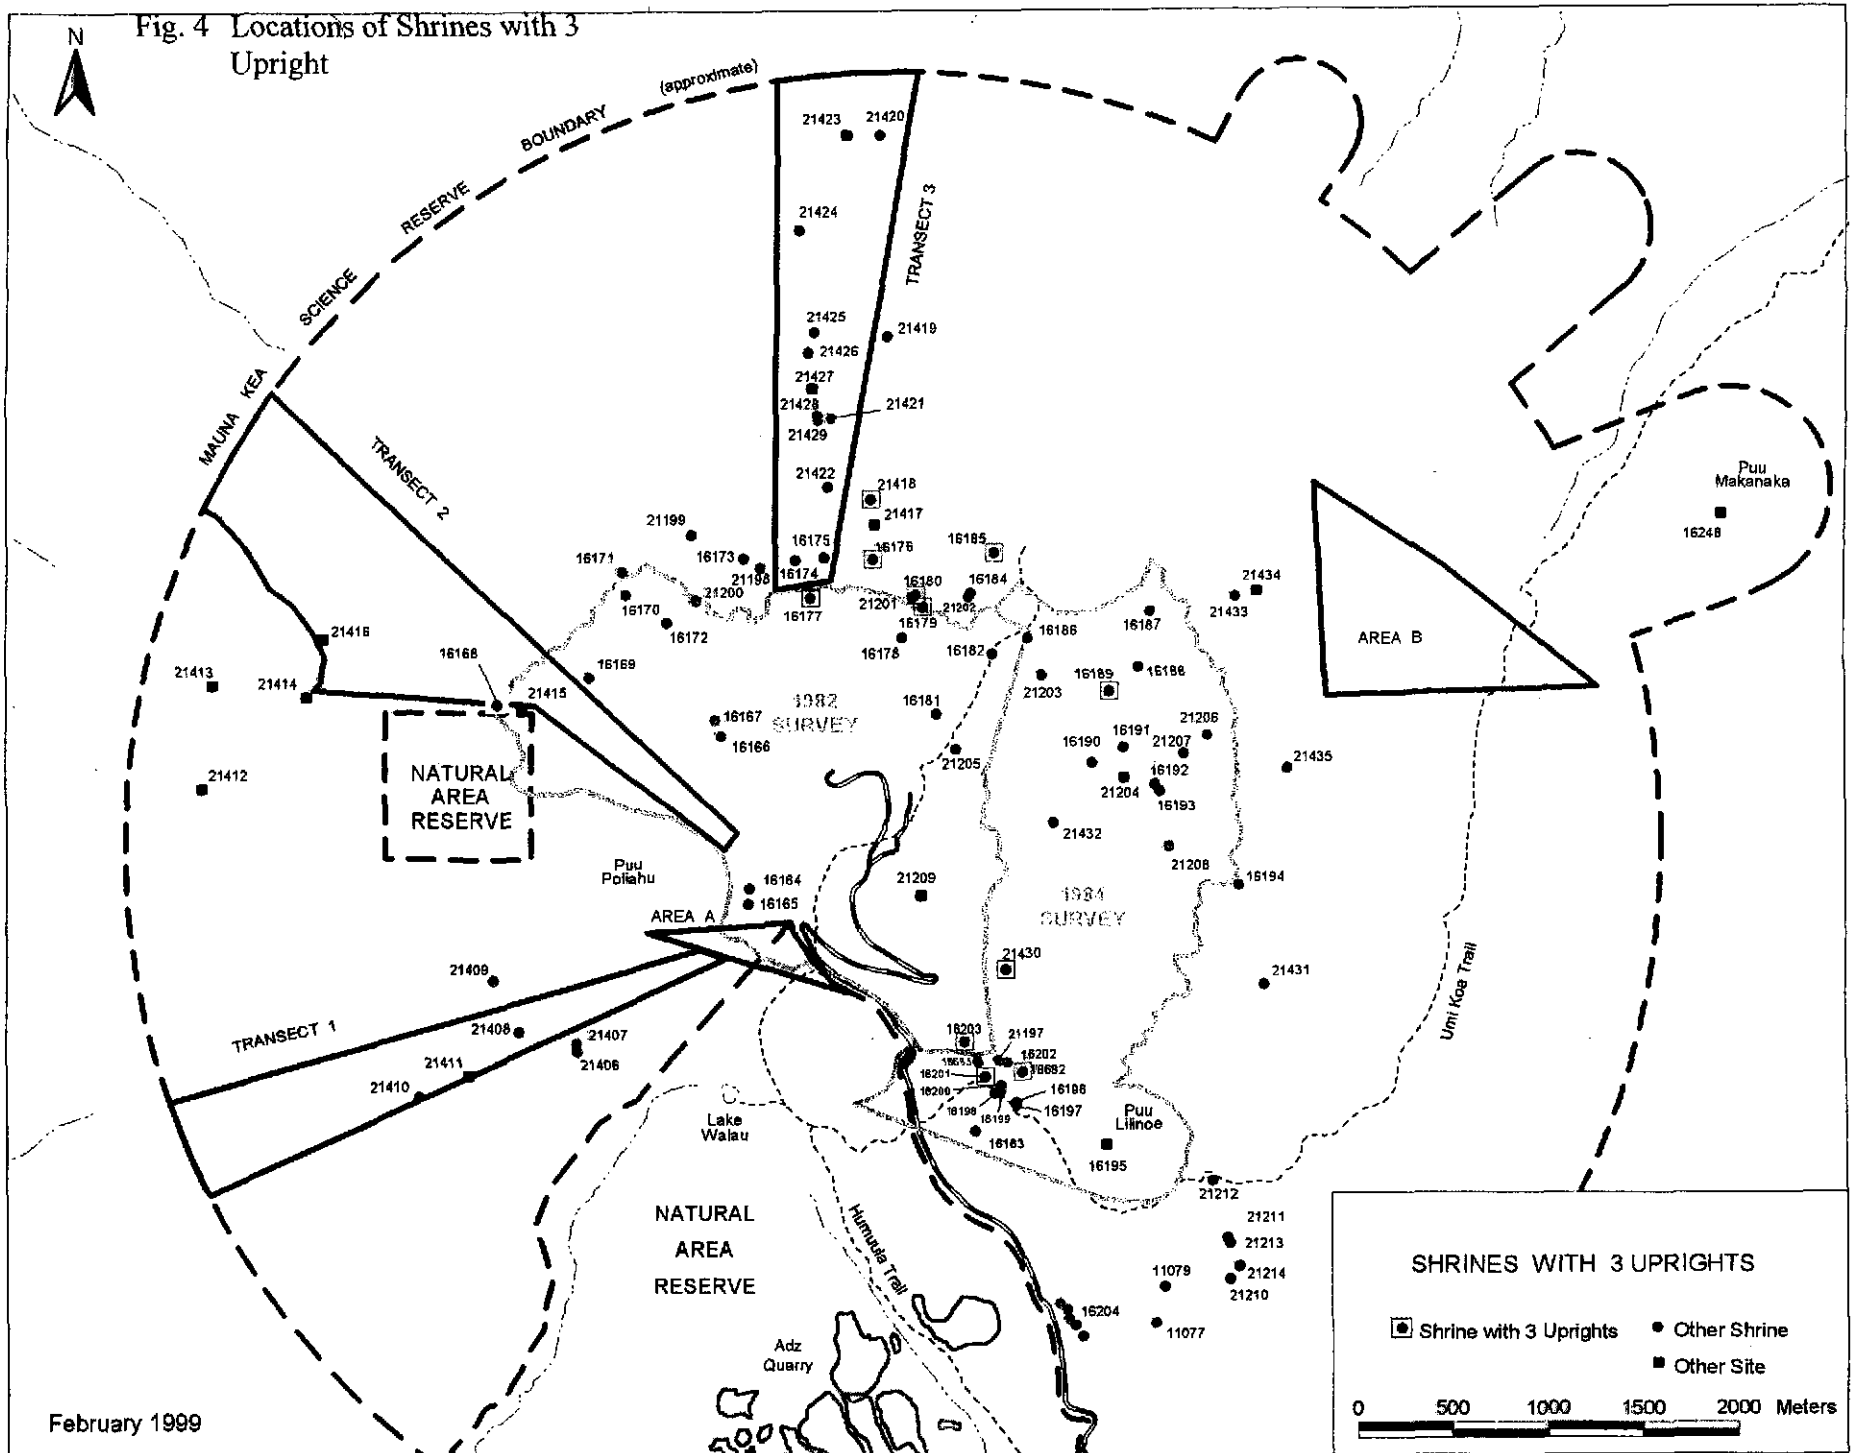 Fig. 4 Locations of Shrines with 3
Upright
N
MAUNA KEA SCIENCE RESERVE BOUNDARY (approximate)
21423
21420
21424
TRANSECT 3
21425
21419
21426
21427
21428
21421
21429
21422
21418
21417
TRANSECT 2
21199
16173
16175
16176
16185
16171
21198
16174
16180
16184
16170
21200
16177
21201
21202
16179
16172
16178
16182
16186
16187
21433
21434
Puu
Makanaka
16248
AREA B
21416
16168
16169
21413
21414
21415
21203
16189
16188
16167
16166
1982
SURVEY
16181
21205
16190
16191
21206
21207
16192
21204
16193
21435
21412
NATURAL
AREA
RESERVE
21432
21208
16194
Puu
Poliahu
16164
16165
21209
1984
SURVEY
AREA A
21430
21431
21409
Umi Koa Trail
TRANSECT 1
21408
21407
21406
21411
21410
16203
21197
16202
16201
16200
16198
16199
16197
16163
Puu
Lilinoe
16195
Lake
Waiau
21212
NATURAL
AREA
RESERVE
Humuula Trail
21211
21213
21214
21210
11079
11077
16204
Adz
Quarry
SHRINES WITH 3 UPRIGHTS
Shrine with 3 Uprights
Other Shrine
Other Site
0 500 1000 1500 2000 Meters
February 1999